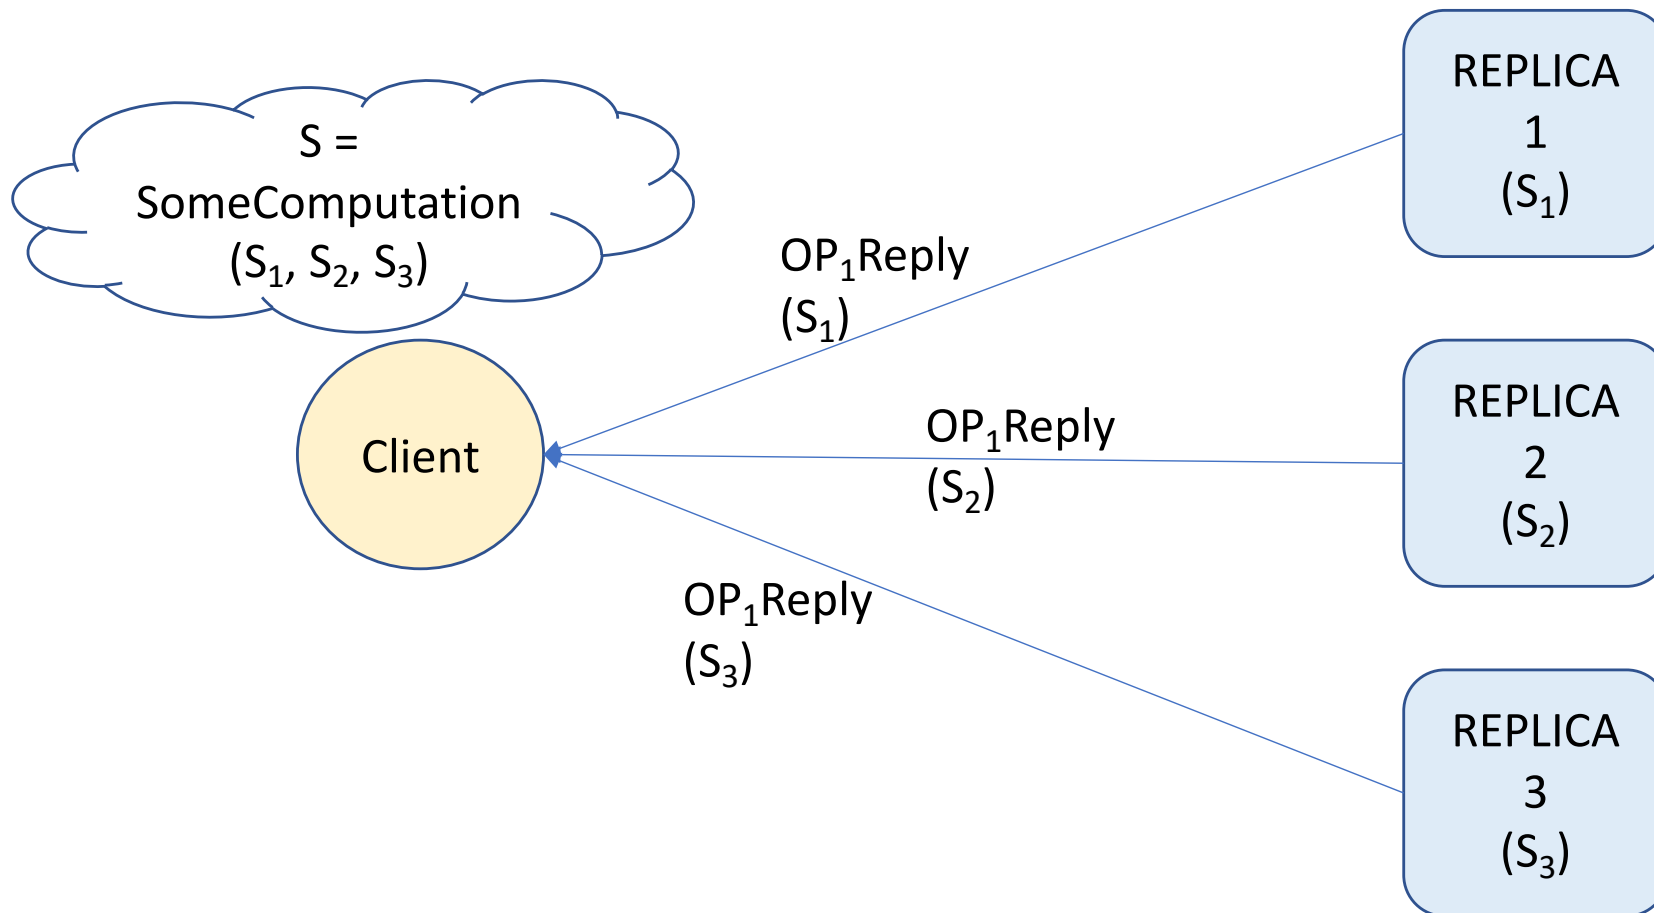 S =
SomeComputation
(S₁, S₂, S₃)
Client
OP₁Reply
(S₁)
OP₁Reply
(S₂)
OP₁Reply
(S₃)
REPLICA
1
(S₁)
REPLICA
2
(S₂)
REPLICA
3
(S₃)